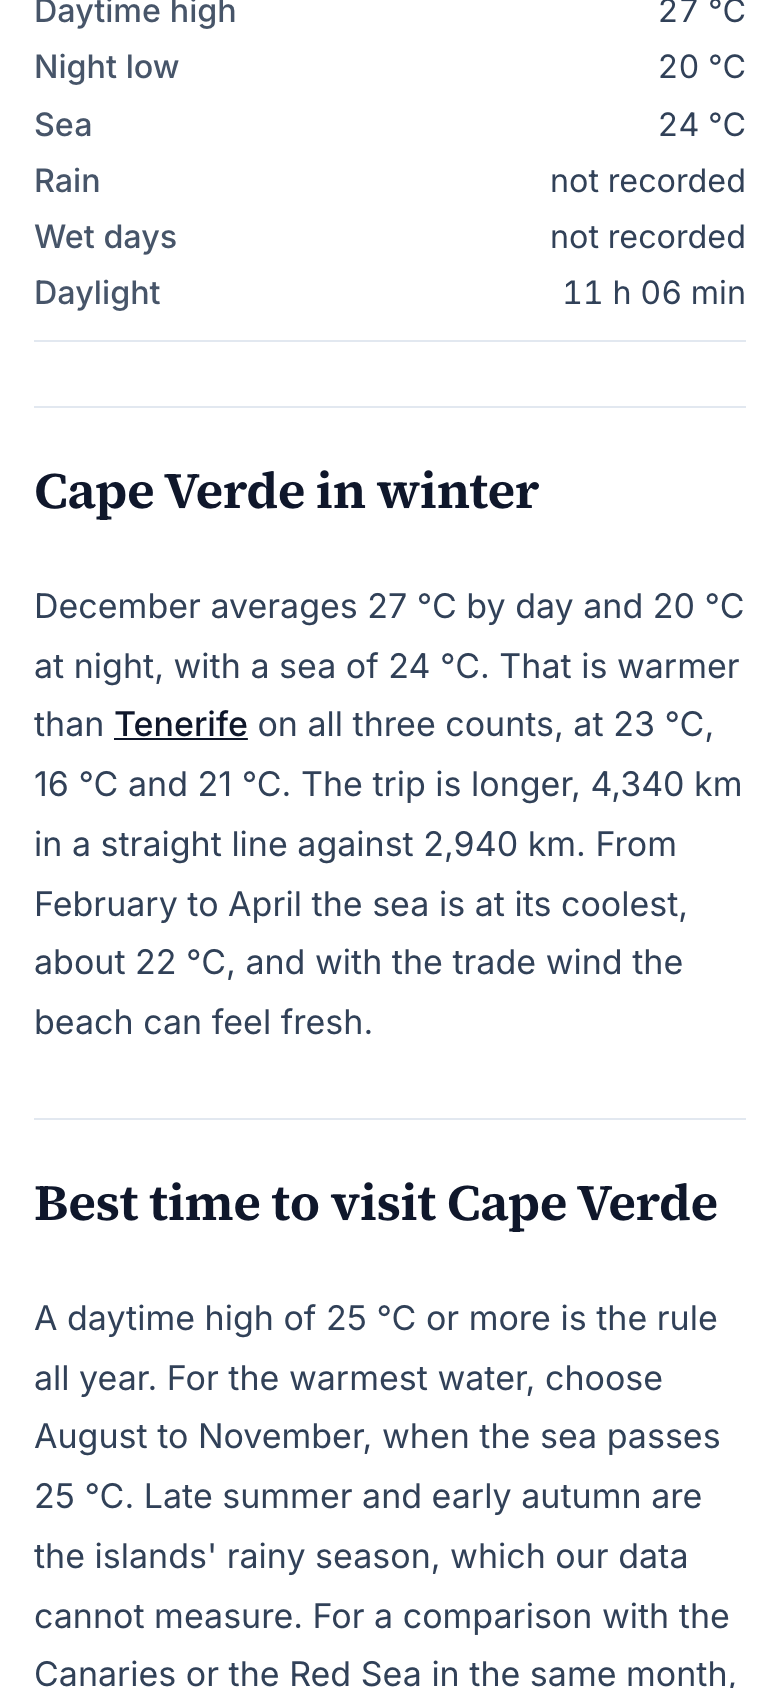 Daytime high 27 °C
Night low 20 °C
Sea 24 °C
Rain not recorded
Wet days not recorded
Daylight 11 h 06 min
Cape Verde in winter
December averages 27 °C by day and 20 °C
at night, with a sea of 24 °C. That is warmer
than Tenerife on all three counts, at 23 °C,
16 °C and 21 °C. The trip is longer, 4,340 km
in a straight line against 2,940 km. From
February to April the sea is at its coolest,
about 22 °C, and with the trade wind the
beach can feel fresh.
Best time to visit Cape Verde
A daytime high of 25 °C or more is the rule
all year. For the warmest water, choose
August to November, when the sea passes
25 °C. Late summer and early autumn are
the islands' rainy season, which our data
cannot measure. For a comparison with the
Canaries or the Red Sea in the same month,